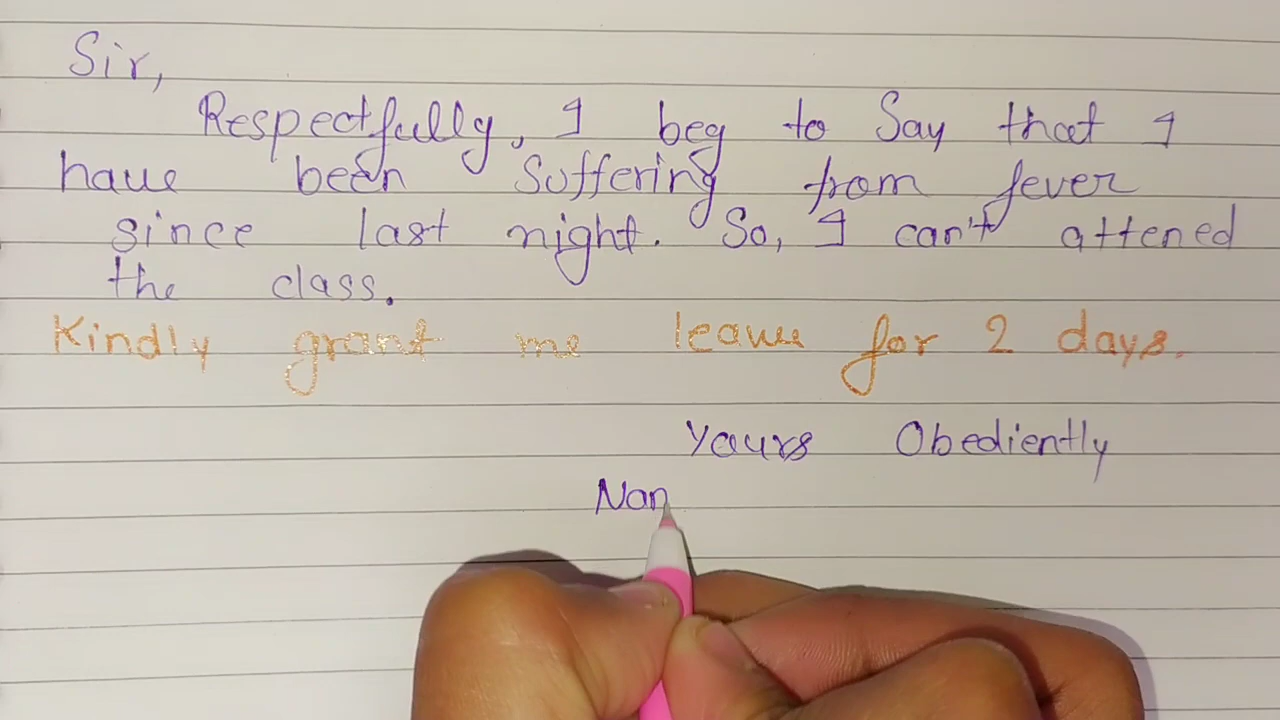 Sir,
Respectfully, I beg to Say that I
have been Suffering from fever
since last night. So, I can't attened
the class.
Kindly grant me leave for 2 days.
Yours Obediently
Nan